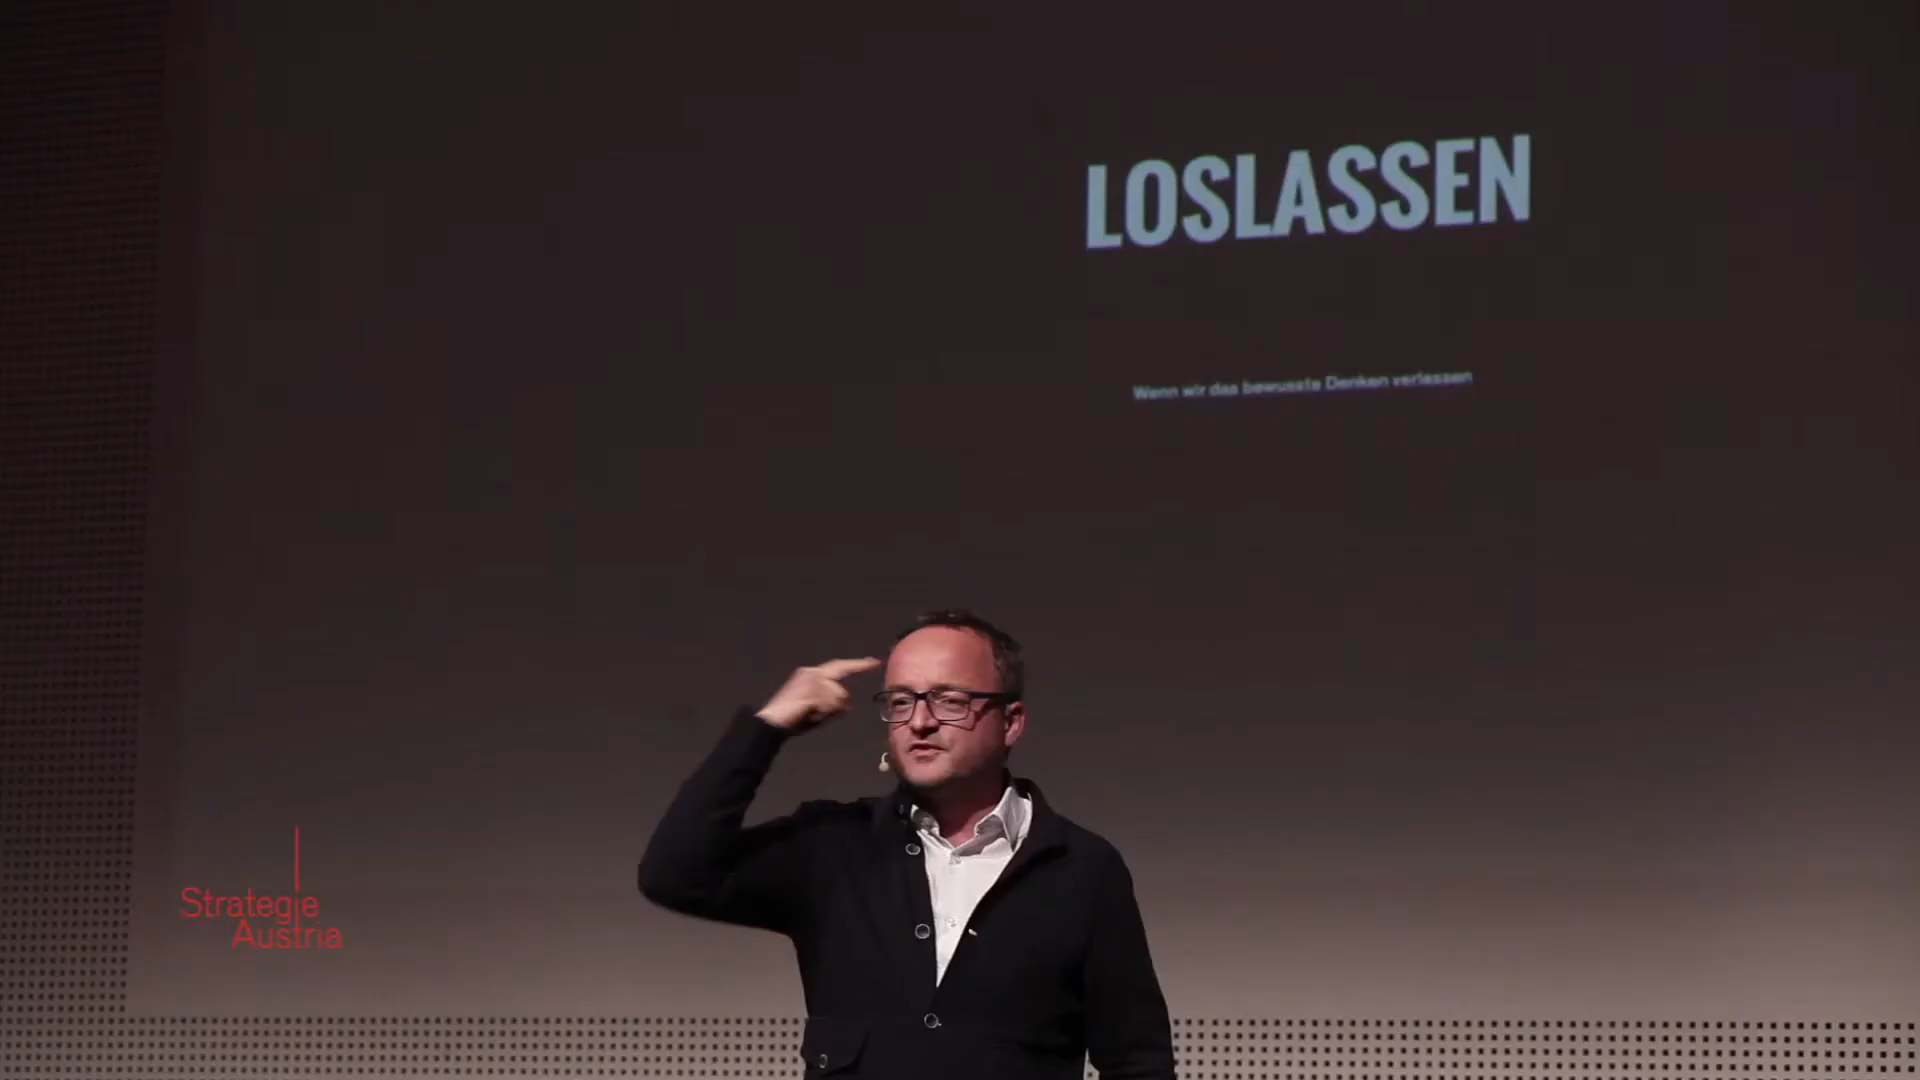 LOSLASSEN
Wenn wir das bewusste Denken verlassen
Strategie
Austria